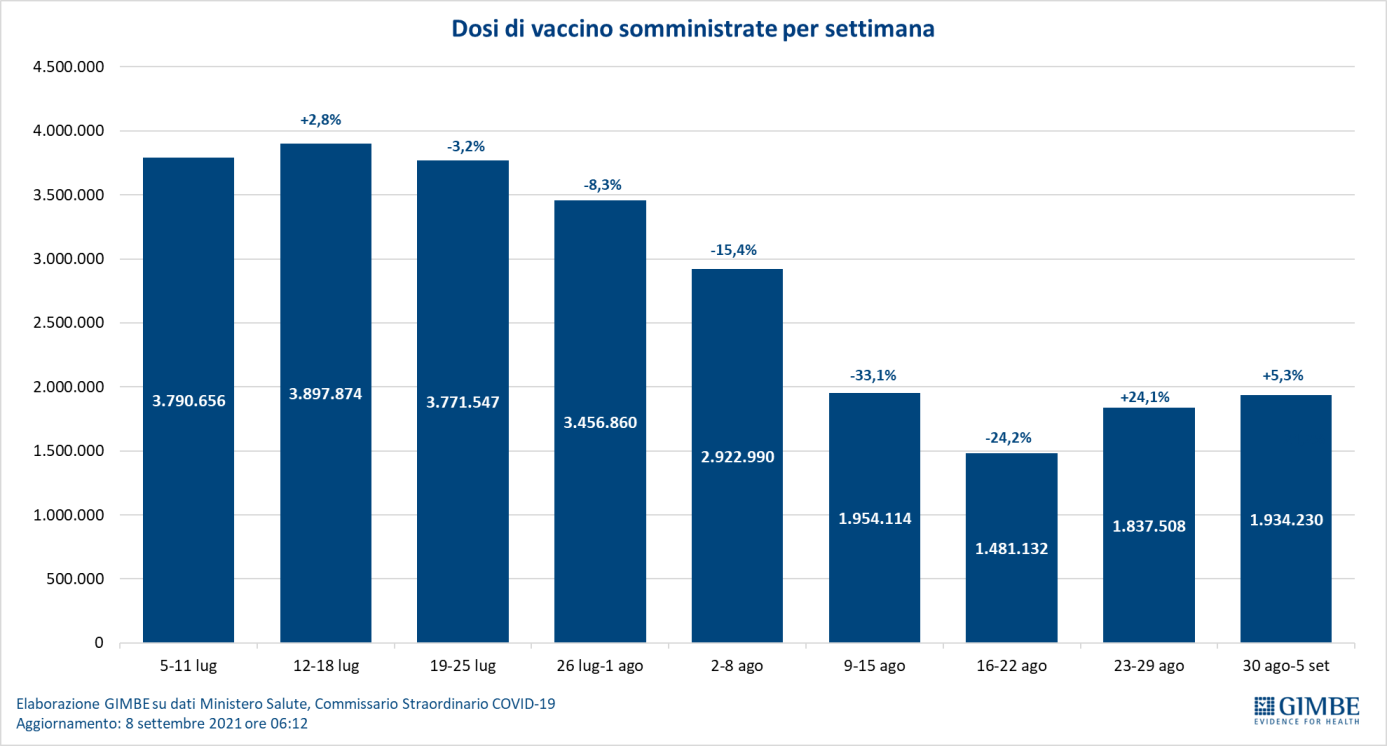 Dosi di vaccino somministrate per settimana
4.500.000
4.000.000
3.500.000
3.000.000
2.500.000
2.000.000
1.500.000
1.000.000
500.000
0
+2,8%
-3,2%
-8,3%
-15,4%
-33,1%
-24,2%
+24,1%
+5,3%
3.790.656
3.897.874
3.771.547
3.456.860
2.922.990
1.954.114
1.481.132
1.837.508
1.934.230
5-11 lug
12-18 lug
19-25 lug
26 lug-1 ago
2-8 ago
9-15 ago
16-22 ago
23-29 ago
30 ago-5 set
Elaborazione GIMBE su dati Ministero Salute, Commissario Straordinario COVID-19
Aggiornamento: 8 settembre 2021 ore 06:12
GIMBE
EVIDENCE FOR HEALTH